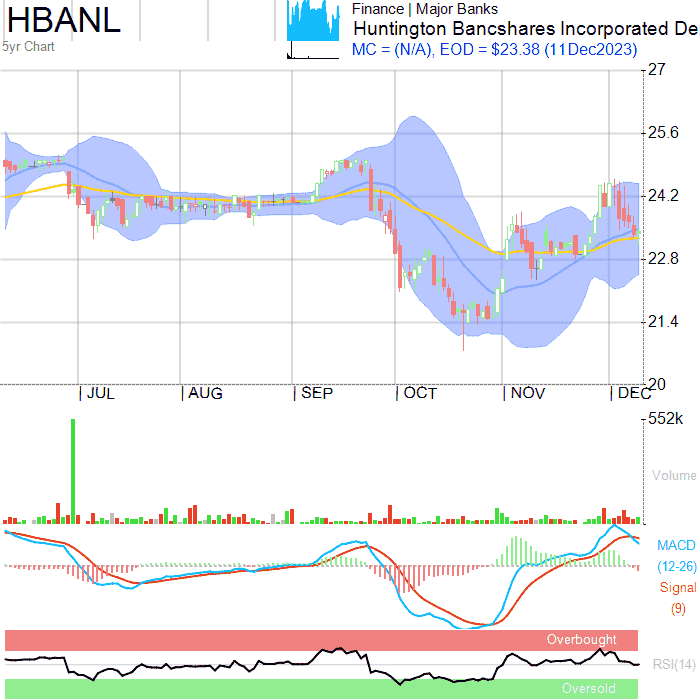 HBANL
5yr Chart
Finance | Major Banks
Huntington Bancshares Incorporated De
MC = (N/A), EOD = $23.38 (11Dec2023)
27
25.6
24.2
22.8
21.4
20
JUL AUG SEP OCT NOV DEC
552k
Volume
MACD
(12-26)
Signal
(9)
Overbought
RSI(14)
Oversold